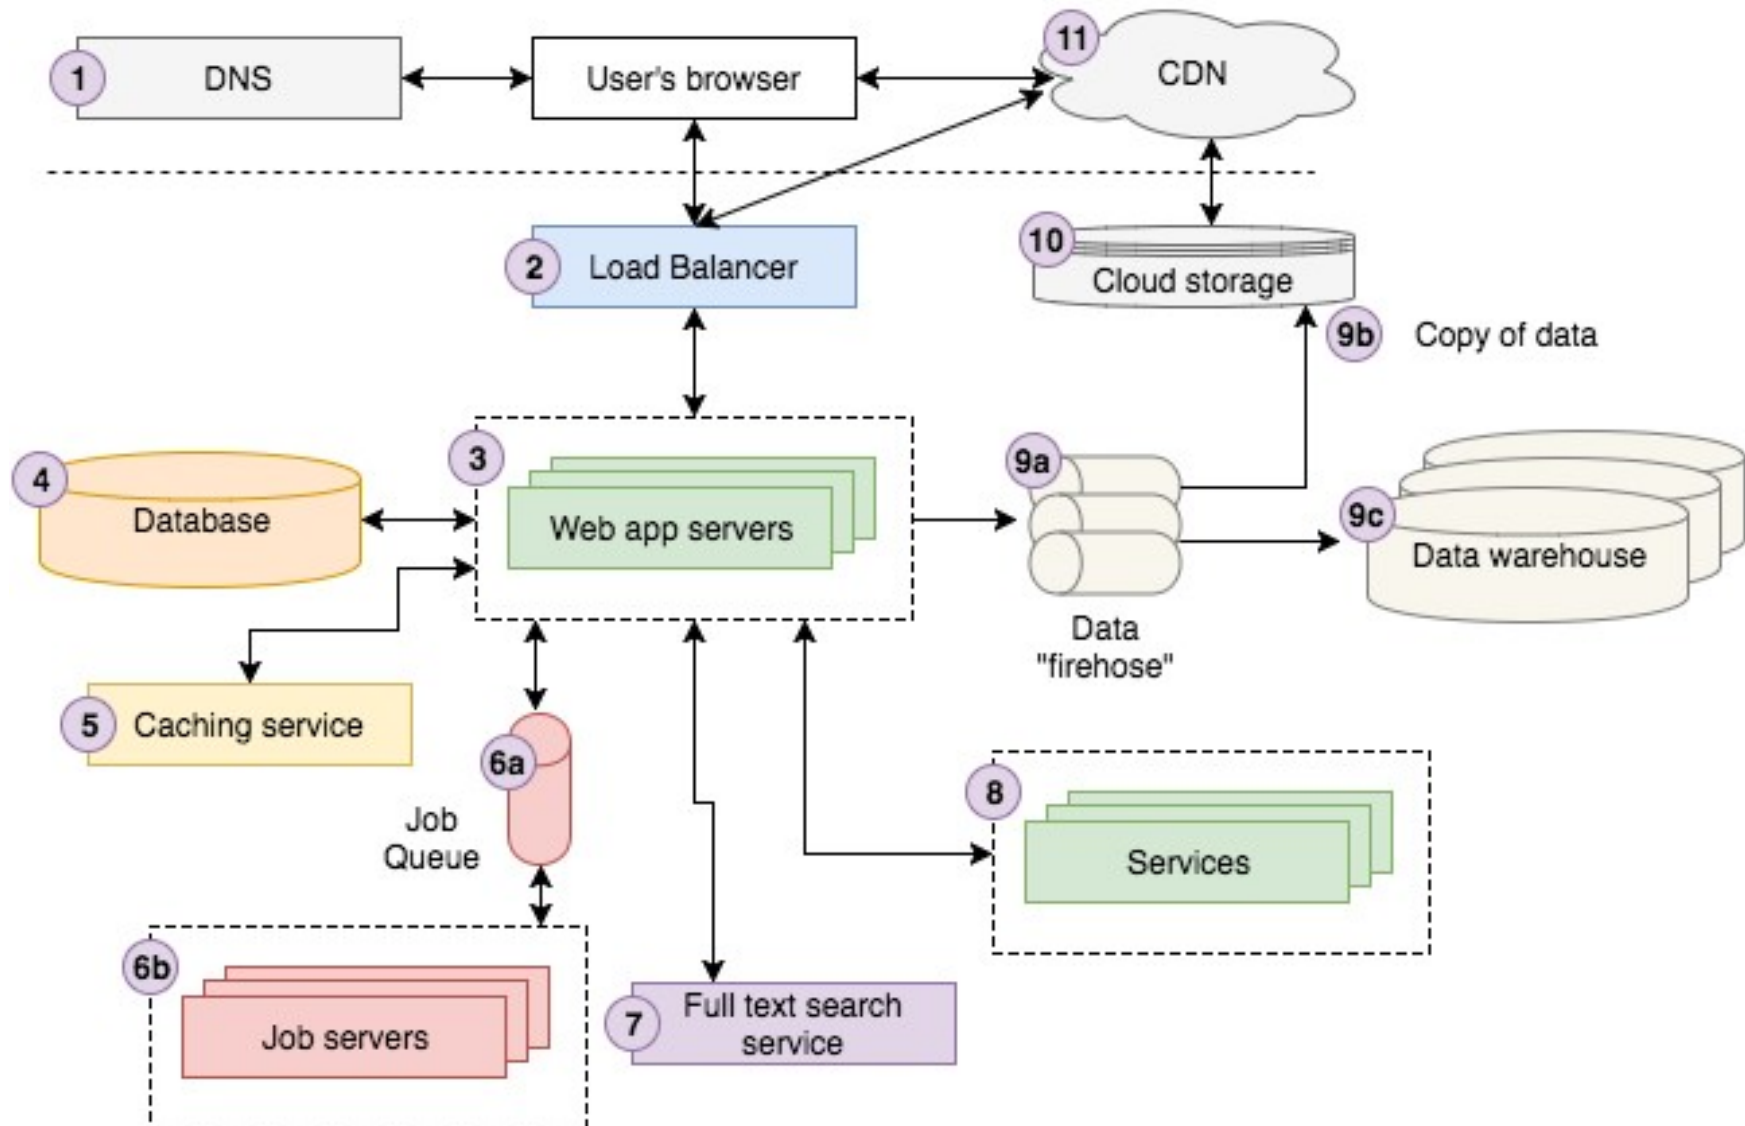 1
DNS
User's browser
11
CDN
2
Load Balancer
10
Cloud storage
9b
Copy of data
3
Web app servers
4
Database
9a
Data
"firehose"
9c
Data warehouse
5
Caching service
6a
Job
Queue
8
Services
6b
Job servers
7
Full text search
service